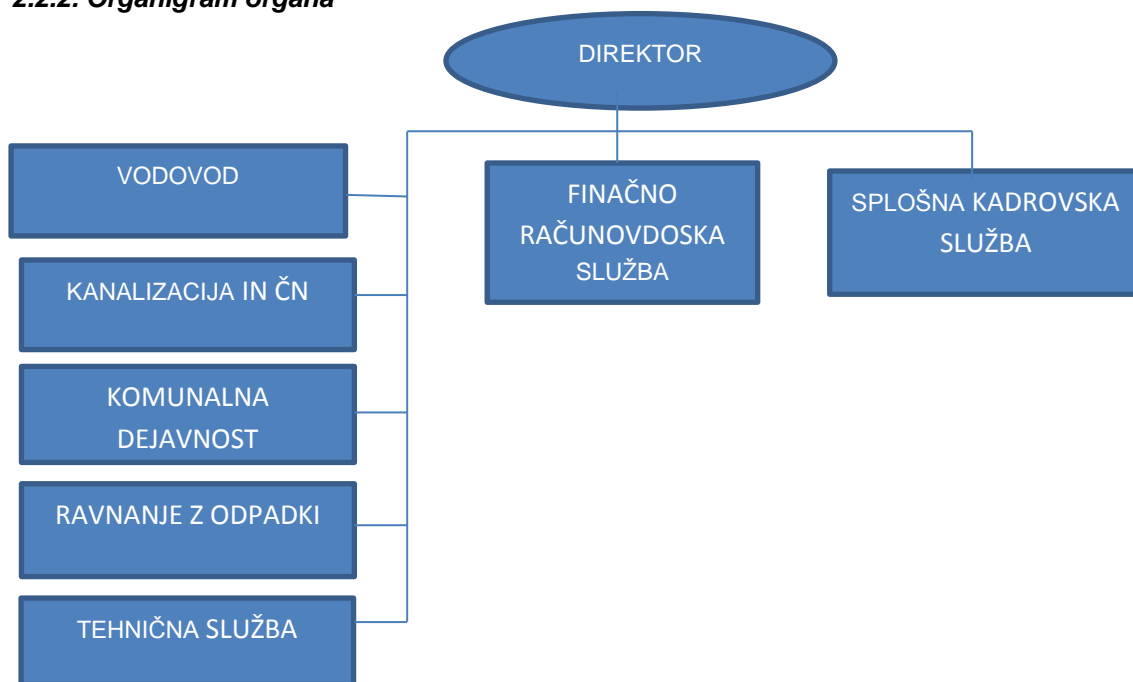 2.2.2. Organigram organa
DIREKTOR
VODOVOD
FINAČNO
RAČUNOVDOSKA
SLUŽBA
SPLOŠNA KADROVSKA
SLUŽBA
KANALIZACIJA IN ČN
KOMUNALNA
DEJAVNOST
RAVNANJE Z ODPADKI
TEHNIČNA SLUŽBA